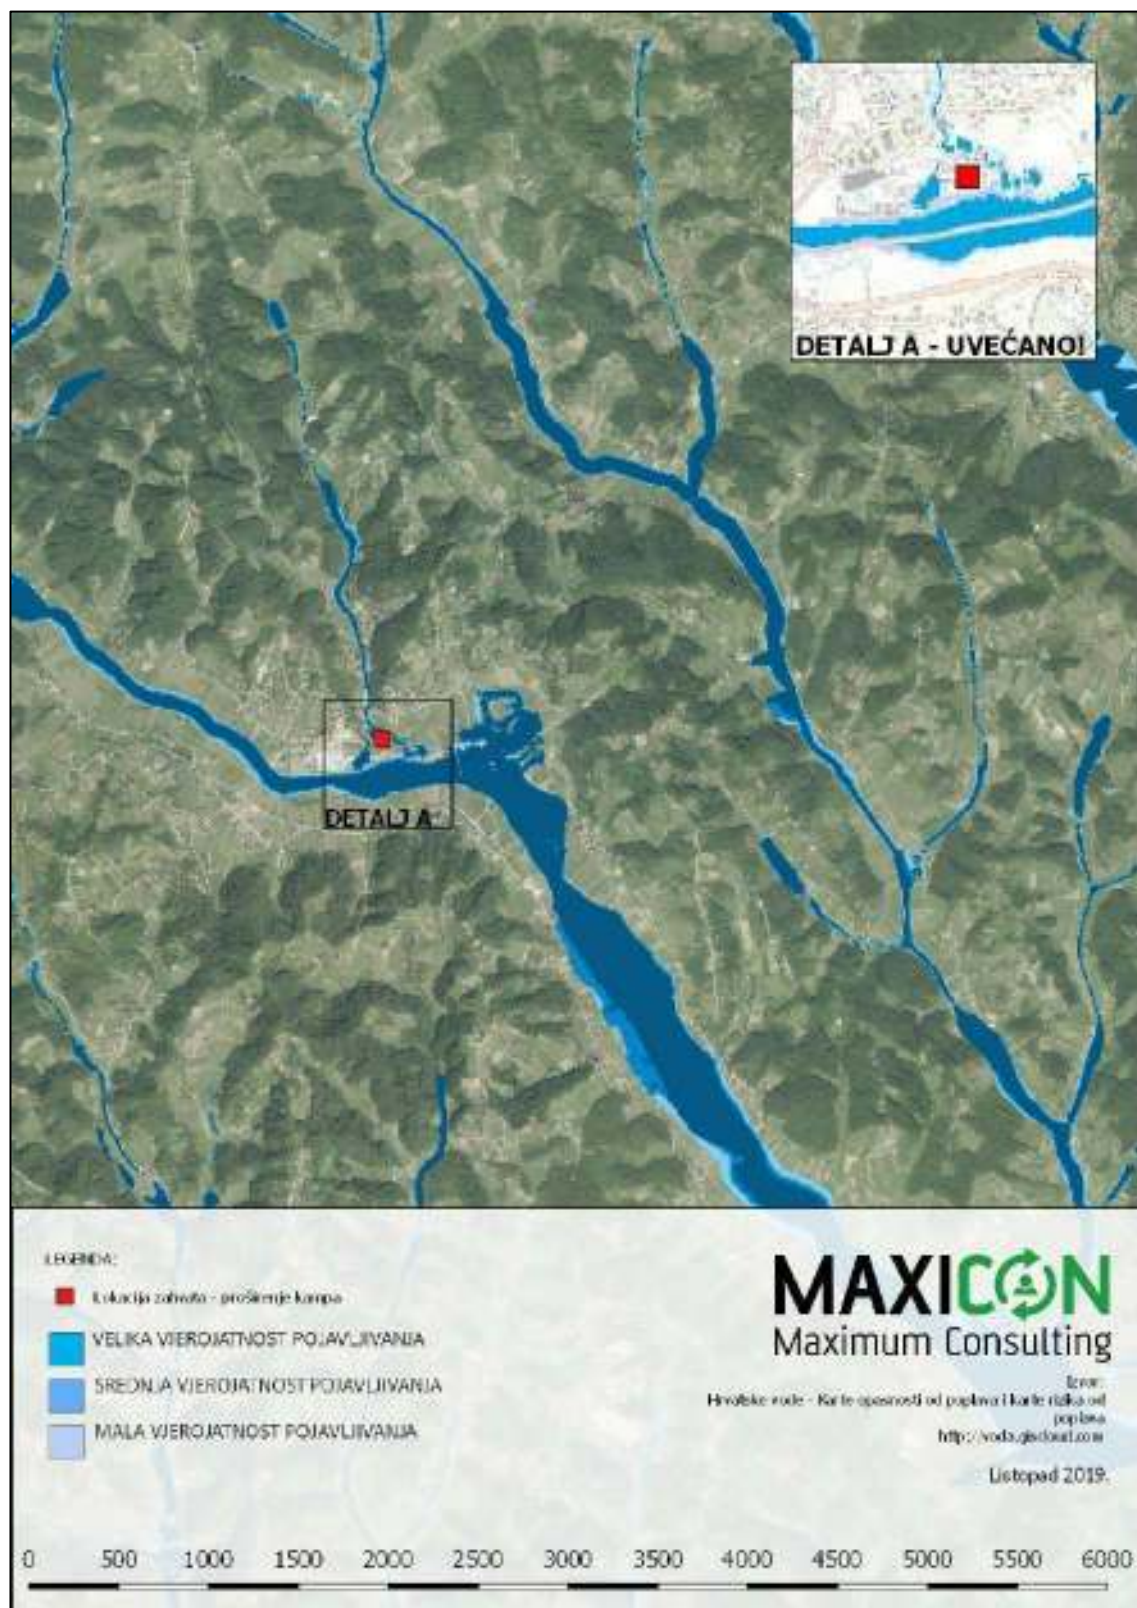 DETALJ A - UVEĆANO!
DETALJ A
LEGENDA:
Lokacija zahvata - proširenje kampa
VELIKA VJEROJATNOST POJAVLJIVANJA
SREDNJA VJEROJATNOST POJAVLJIVANJA
MALA VJEROJATNOST POJAVLJIVANJA
MAXICON
Maximum Consulting
Izvor:
Hrvatske vode - Karte opasnosti od poplava i karte rizika od
poplava
http://voda.giscloud.com
Listopad 2019.
0 500 1000 1500 2000 2500 3000 3500 4000 4500 5000 5500 6000